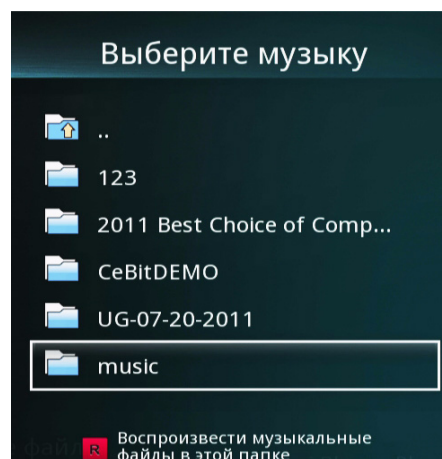 Выберите музыку
..
123
2011 Best Choice of Comp...
CeBitDEMO
UG-07-20-2011
music
R Воспроизвести музыкальные
файлы в этой папке